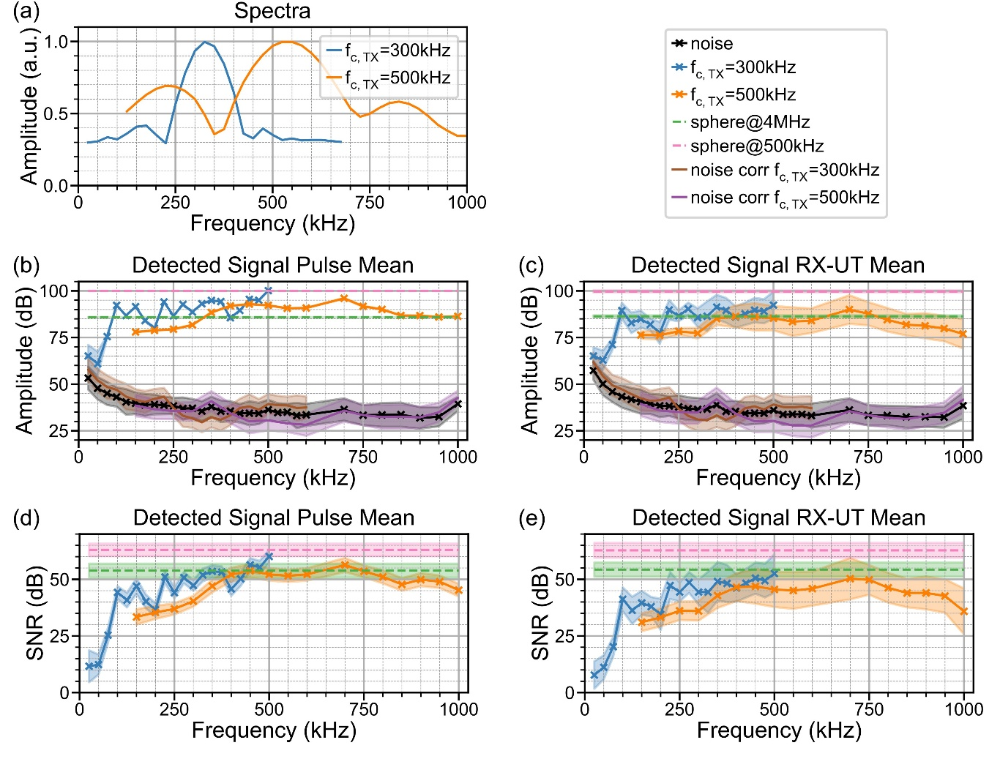 (a)
Spectra
Amplitude (a.u.)
1.0
0.5
0.0
0
250
500
750
1000
Frequency (kHz)
fc, TX=300kHz
fc, TX=500kHz
noise
fc, TX=300kHz
fc, TX=500kHz
sphere@4MHz
sphere@500kHz
noise corr fc, TX=300kHz
noise corr fc, TX=500kHz
(b)
Detected Signal Pulse Mean
Amplitude (dB)
100
75
50
25
0
250
500
750
1000
Frequency (kHz)
(c)
Detected Signal RX-UT Mean
Amplitude (dB)
100
75
50
25
0
250
500
750
1000
Frequency (kHz)
(d)
Detected Signal Pulse Mean
SNR (dB)
50
25
0
0
250
500
750
1000
Frequency (kHz)
(e)
Detected Signal RX-UT Mean
SNR (dB)
50
25
0
0
250
500
750
1000
Frequency (kHz)